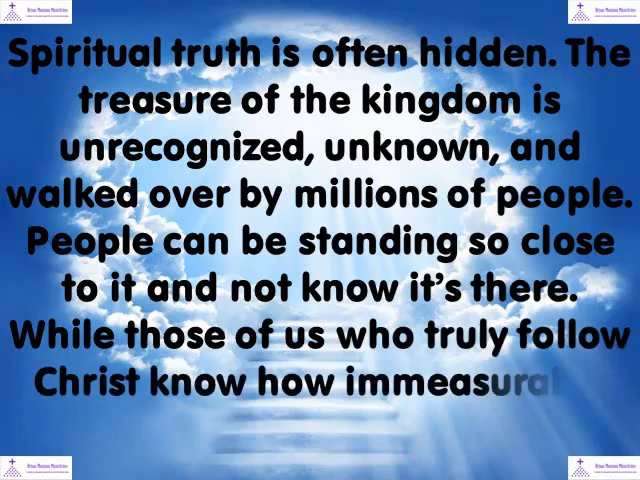 Spiritual truth is often hidden. The
treasure of the kingdom is
unrecognized, unknown, and
walked over by millions of people.
People can be standing so close
to it and not know it’s there.
While those of us who truly follow
Christ know how